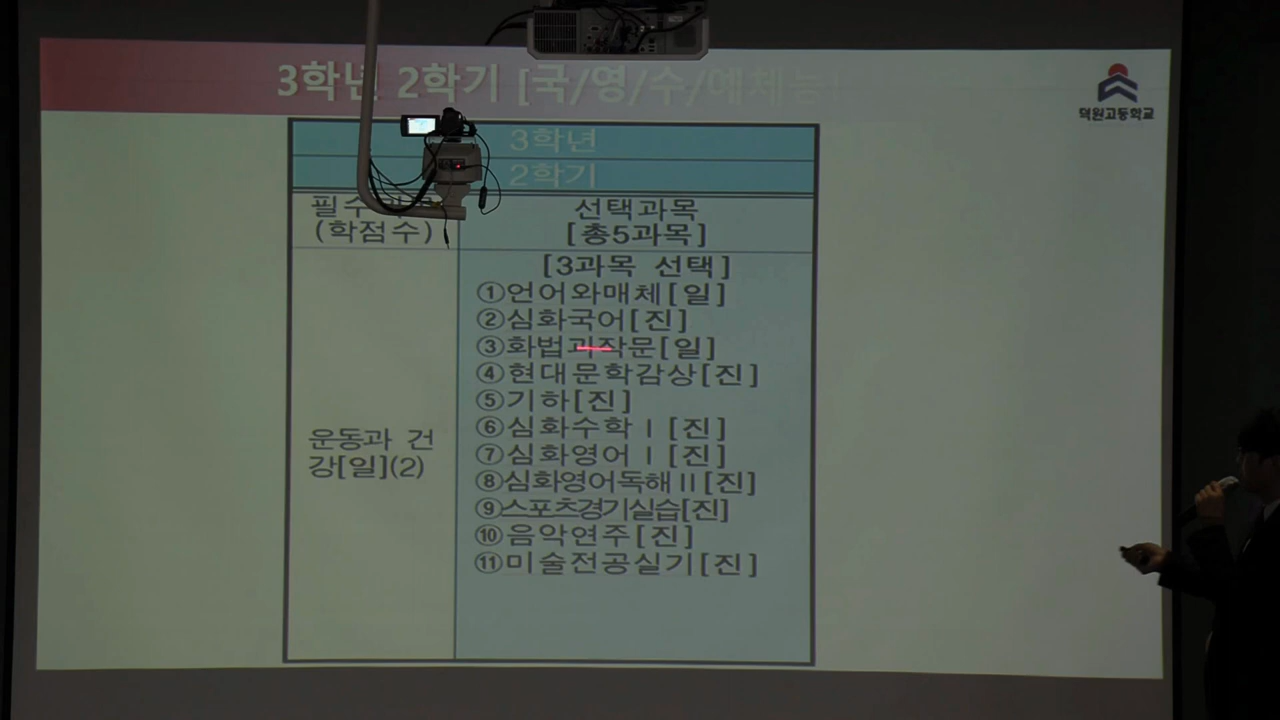 3학년 2학기 [국/영/수/예체능]
덕원고등학교
3학년
2학기
필수
(학점수)
선택과목
[총5과목]
운동과 건
강[일](2)
[3과목 선택]
①언어와매체[일]
②심화국어[진]
③화법과작문[일]
④현대문학감상[진]
⑤기하[진]
⑥심화수학Ⅰ[진]
⑦심화영어Ⅰ[진]
⑧심화영어독해Ⅱ[진]
⑨스포츠경기실습[진]
⑩음악연주[진]
⑪미술전공실기[진]